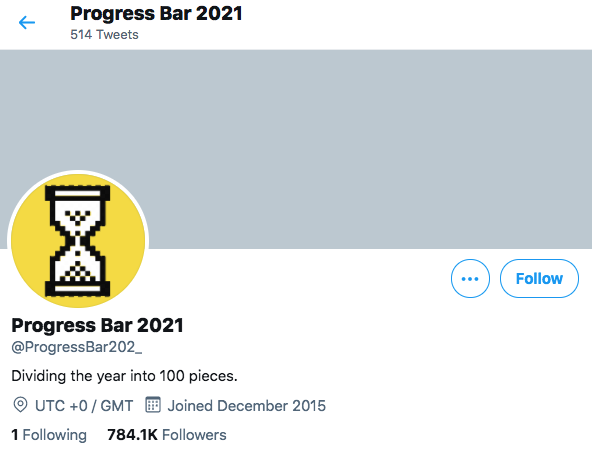 Progress Bar 2021
514 Tweets
Follow
Progress Bar 2021
@ProgressBar202_
Dividing the year into 100 pieces.
UTC +0 / GMT Joined December 2015
1 Following 784.1K Followers